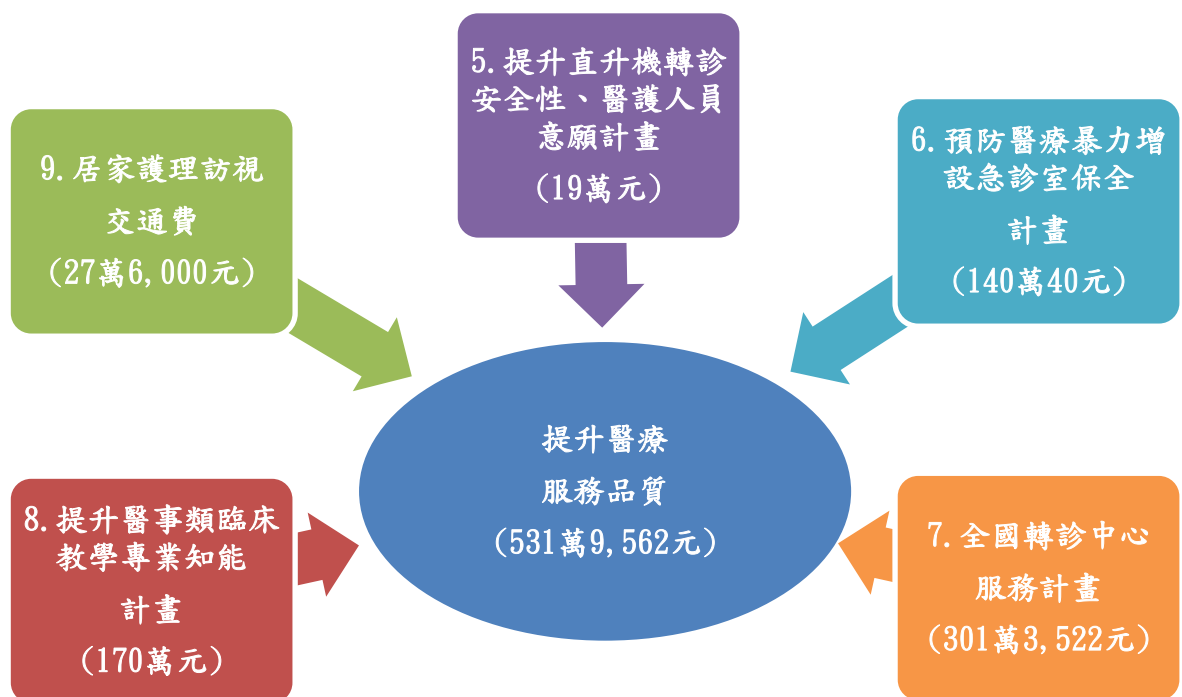 5.提升直升機轉診
安全性、醫護人員
意願計畫
(19萬元)
6.預防醫療暴力增
設急診室保全
計畫
(140萬40元)
7.全國轉診中心
服務計畫
(301萬3,522元)
8.提升醫事類臨床
教學專業知能
計畫
(170萬元)
9.居家護理訪視
交通費
(27萬6,000元)
提升醫療
服務品質
(531萬9,562元)